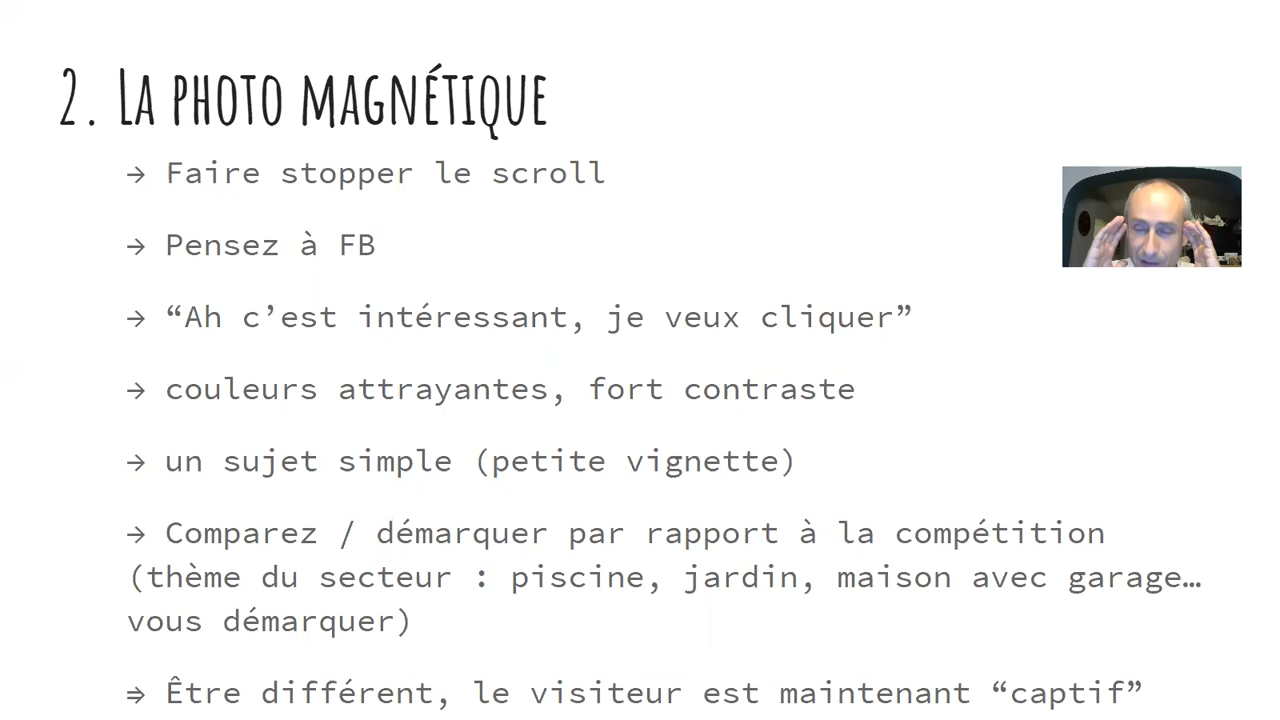 2. La photo magnétique
→ Faire stopper le scroll
→ Pensez à FB
→ “Ah c’est intéressant, je veux cliquer”
→ couleurs attrayantes, fort contraste
→ un sujet simple (petite vignette)
→ Comparez / démarquer par rapport à la compétition
(thème du secteur : piscine, jardin, maison avec garage…
vous démarquer)
⇒ Être différent, le visiteur est maintenant “captif”